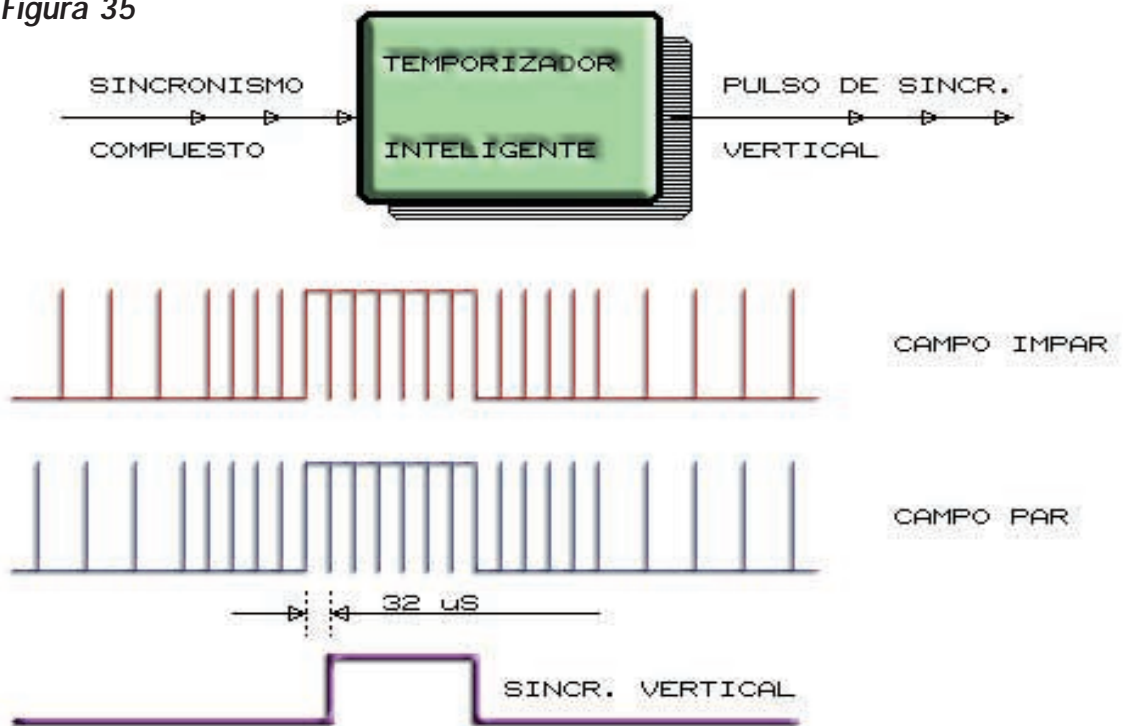 Figura 35
TEMPORIZADOR
INTELIGENTE
SINCRONISMO
COMPUESTO
PULSO DE SINCR.
VERTICAL
CAMPO IMPAR
CAMPO PAR
32 uS
SINCR. VERTICAL